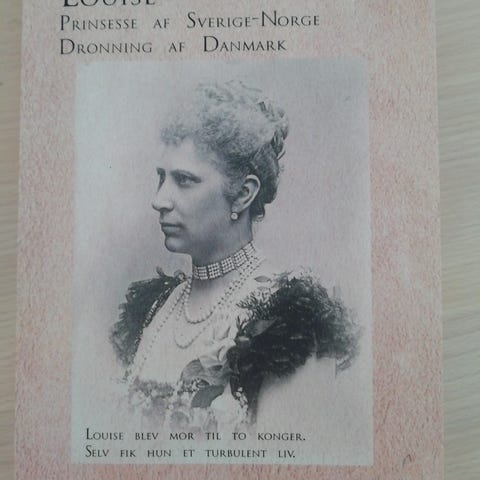 Louise
Prinsesse af Sverige-Norge
Dronning af Danmark
Louise blev mor til to konger.
Selv fik hun et turbulent liv.